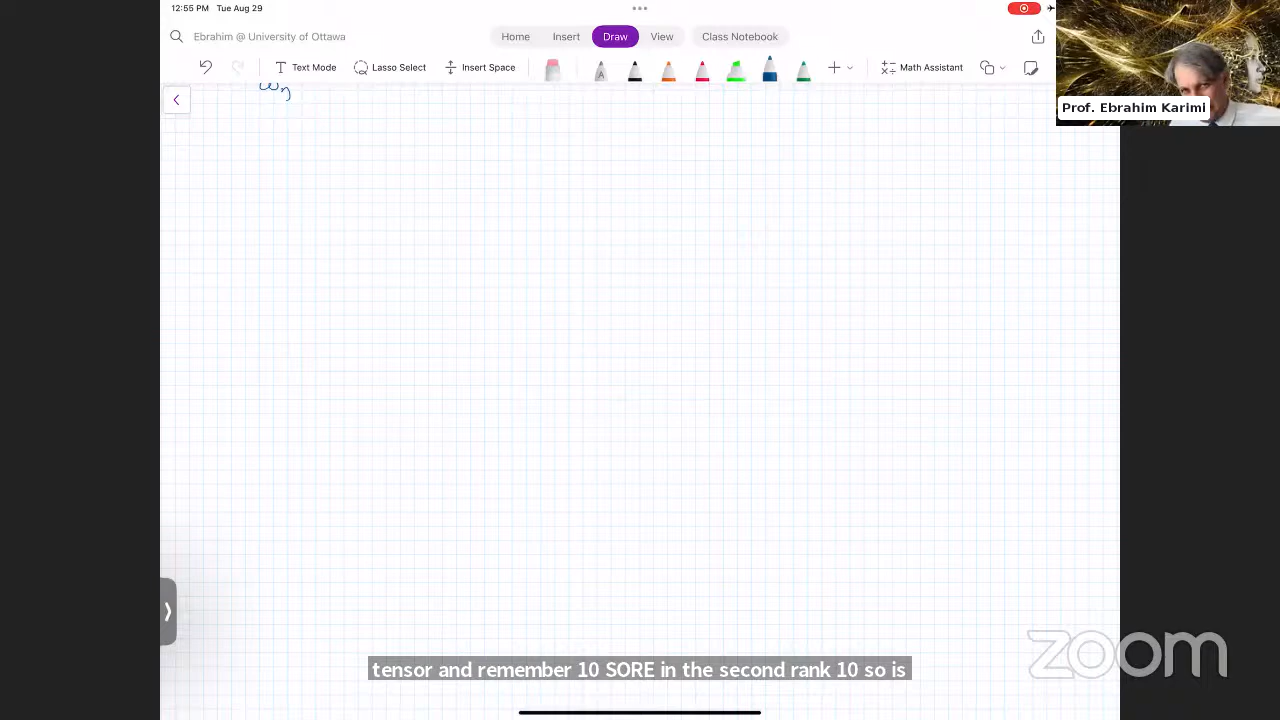 12:55 PM Tue Aug 29
Ebrahim @ University of Ottawa
Home Insert Draw View Class Notebook
Text Mode Lasso Select Insert Space Math Assistant
Prof. Ebrahim Karimi
zoom
tensor and remember 10 SORE in the second rank 10 so is